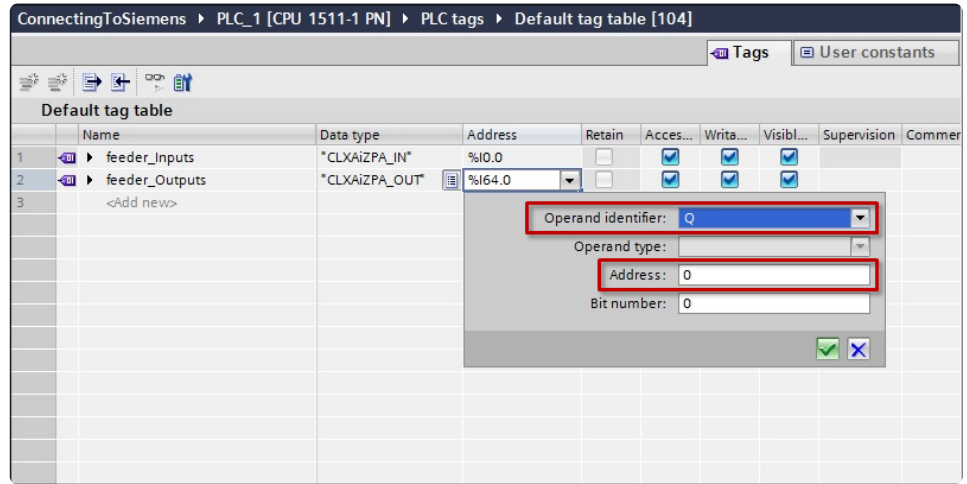 ConnectingToSiemens ▸ PLC_1 [CPU 1511-1 PN] ▸ PLC tags ▸ Default tag table [104]
Tags User constants
Default tag table
Name Data type Address Retain Acces... Writa... Visibl... Supervision Commer
1 feeder_Inputs "CLXAiZPA_IN" %I0.0
2 feeder_Outputs "CLXAiZPA_OUT" %I64.0
3 <Add new>
Operand identifier: Q
Operand type:
Address: 0
Bit number: 0